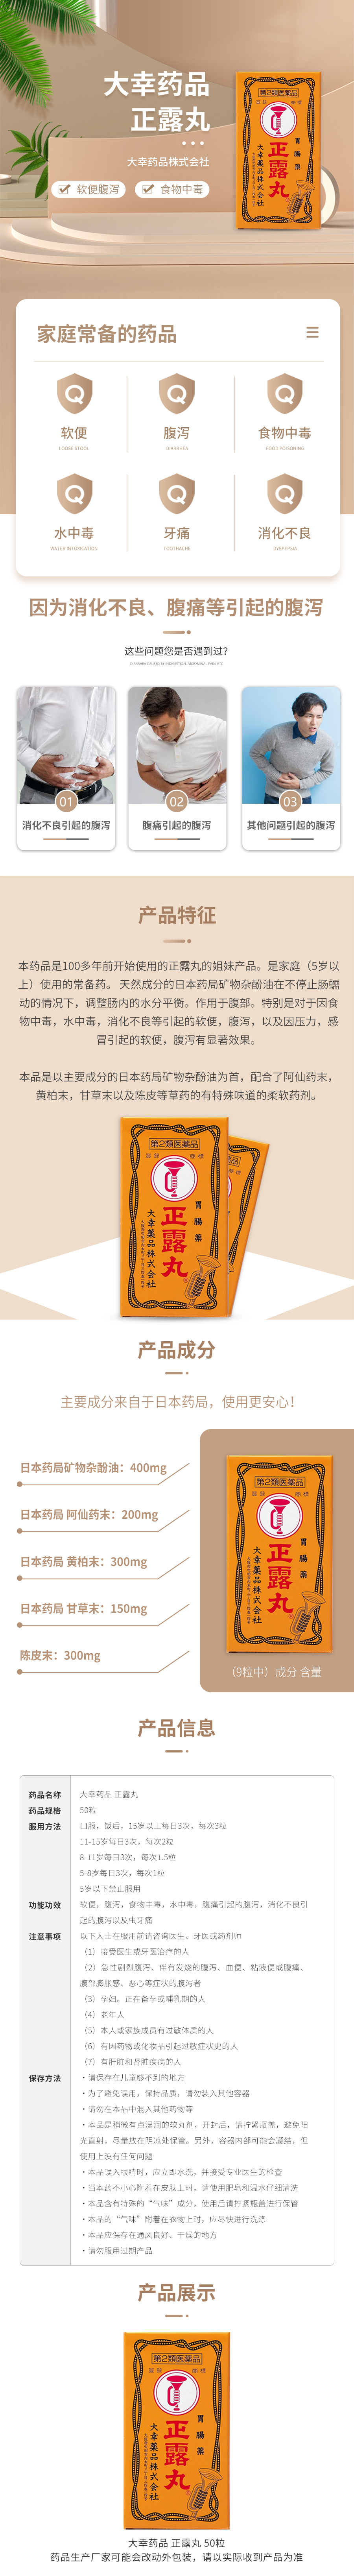 大幸药品
正露丸
大幸药品株式会社
软便腹泻
食物中毒
第2類医薬品
胃腸薬
正露丸
大幸薬品株式会社
家庭常备的药品
Q
Q
Q
软便
腹泻
食物中毒
LOOSE STOOL
DIARRHEA
FOOD POISONING
Q
Q
Q
水中毒
牙痛
消化不良
WATER INTOXICATION
TOOTHACHE
DYSPEPSIA
因为消化不良、腹痛等引起的腹泻
这些问题您是否遇到过?
DIARRHEA CAUSED BY INDIGESTION, ABDOMINAL PAIN, ETC
01
02
03
消化不良引起的腹泻
腹痛引起的腹泻
其他问题引起的腹泻
产品特征
本药品是100多年前开始使用的正露丸的姐妹产品。是家庭（5岁以
上）使用的常备药。天然成分的日本药局矿物杂酚油在不停止肠蠕
动的情况下，调整肠内的水分平衡。作用于腹部。特别是对于因食
物中毒，水中毒，消化不良等引起的软便，腹泻，以及因压力，感
冒引起的软便，腹泻有显著效果。
本品是以主要成分的日本药局矿物杂酚油为首，配合了阿仙药末，
黄柏末，甘草末以及陈皮等草药的有特殊味道的柔软药剂。
第2類医薬品
胃腸薬
正露丸
大幸薬品株式会社
产品成分
主要成分来自于日本药局，使用更安心！
日本药局矿物杂酚油：400mg
日本药局 阿仙药末：200mg
日本药局 黄柏末：300mg
日本药局 甘草末：150mg
陈皮末：300mg
第2類医薬品
胃腸薬
正露丸
大幸薬品株式会社
（9粒中）成分 含量
产品信息
药品名称 大幸药品 正露丸
药品规格 50粒
服用方法 口服，饭后，15岁以上每日3次，每次3粒
11-15岁每日3次，每次2粒
8-11岁每日3次，每次1.5粒
5-8岁每日3次，每次1粒
5岁以下禁止服用
功能功效 软便，腹泻，食物中毒，水中毒，腹痛引起的腹泻，消化不良引
起的腹泻以及虫牙痛
注意事项 以下人士在服用前请咨询医生、牙医或药剂师
（1）接受医生或牙医治疗的人
（2）急性剧烈腹泻、伴有发烧的腹泻、血便、粘液便或腹痛、
腹部膨胀感、恶心等症状的腹泻者
（3）孕妇。正在备孕或哺乳期的人
（4）老年人
（5）本人或家族成员有过敏体质的人
（6）有因药物或化妆品引起过敏症状史的人
（7）有肝脏和肾脏疾病的人
保存方法 ・请保存在儿童够不到的地方
・为了避免误用，保持品质，请勿装入其他容器
・请勿在本品中混入其他药物等
・本品是稍微有点湿润的软丸剂，开封后，请拧紧瓶盖，避免阳
光直射，尽量放在阴凉处保管。另外，容器内部可能会凝结，但
使用上没有任何问题
・本品误入眼睛时，应立即水洗，并接受专业医生的检查
・当本药不小心附着在皮肤上时，请使用肥皂和温水仔细清洗
・本品含有特殊的“气味”成分，使用后请拧紧瓶盖进行保管
・本品的“气味”附着在衣物上时，应尽快进行洗涤
・本品应保存在通风良好、干燥的地方
・请勿服用过期产品
产品展示
第2類医薬品
胃腸薬
正露丸
大幸薬品株式会社
大幸药品 正露丸 50粒
药品生产厂家可能会改动外包装，请以实际收到产品为准